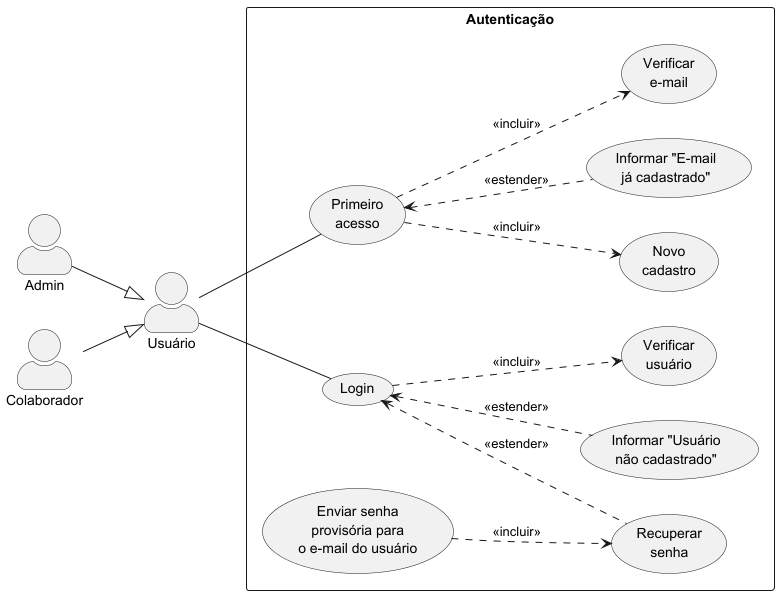 Autenticação
Verificar
e-mail
«incluir»
Informar "E-mail
já cadastrado"
«estender»
Primeiro
acesso
«incluir»
Novo
cadastro
Admin
Usuário
Colaborador
Verificar
usuário
«incluir»
Login
«estender»
Informar "Usuário
não cadastrado"
«estender»
Enviar senha
provisória para
o e-mail do usuário
«incluir»
Recuperar
senha